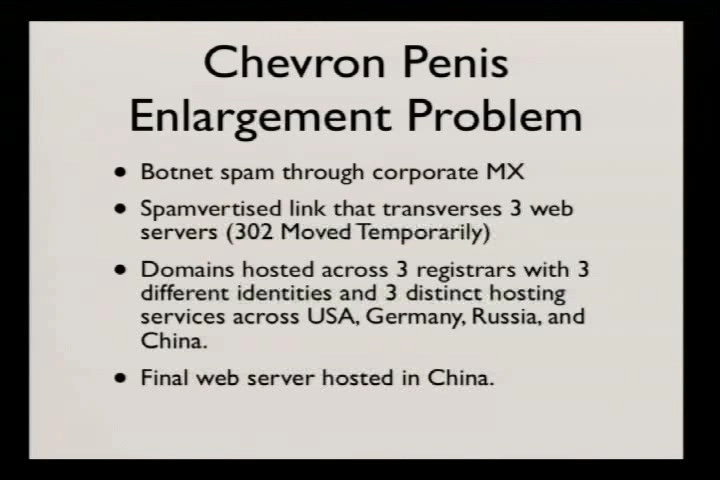 Chevron Penis
Enlargement Problem
• Botnet spam through corporate MX
• Spamvertised link that transverses 3 web
servers (302 Moved Temporarily)
• Domains hosted across 3 registrars with 3
different identities and 3 distinct hosting
services across USA, Germany, Russia, and
China.
• Final web server hosted in China.